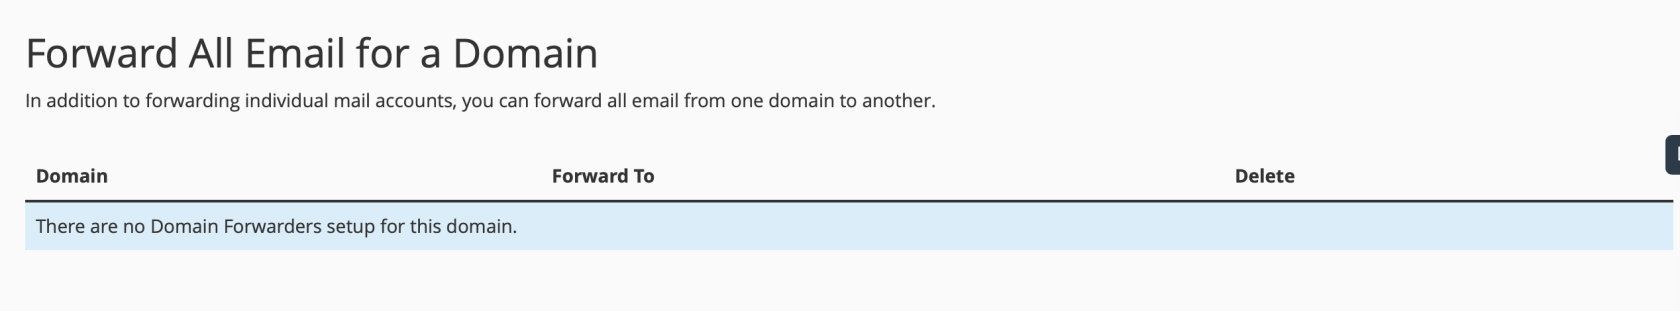 Forward All Email for a Domain
In addition to forwarding individual mail accounts, you can forward all email from one domain to another.
Domain Forward To Delete
There are no Domain Forwarders setup for this domain.